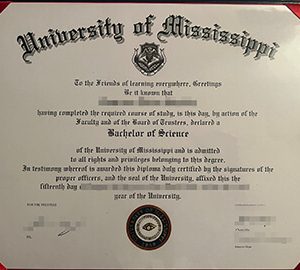 University of Mississippi
To the Friends of learning everywhere, Greetings
Be it known that
having completed the required course of study, is this day, by action of the
Faculty and of the Board of Trustees, declared a
Bachelor of Science
of the University of Mississippi and is admitted
to all rights and privileges belonging to this degree.
In testimony whereof is awarded this diploma duly certified by the signatures of the
proper officers, and the seal of University, affixed this the
fifteenth day
year of the University.